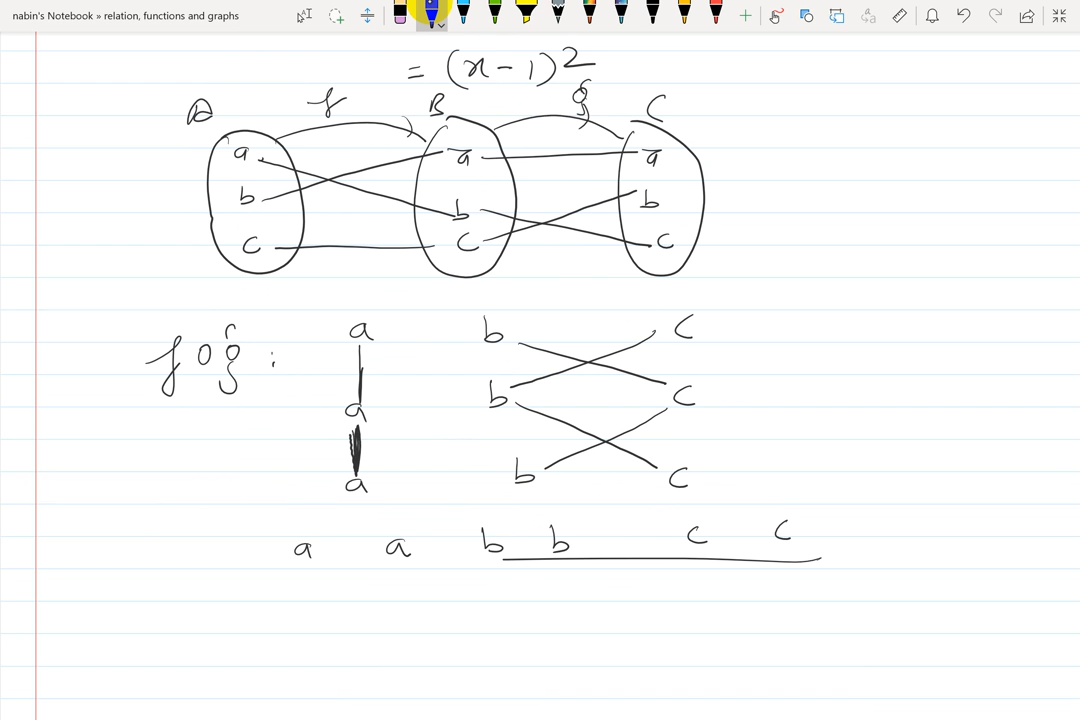 nabin's Notebook » relation, functions and graphs
= (x - 1)²
A f B g C
a a a
b b b
c c c
f o g : a b c
a b c
a b c
a a b b c c